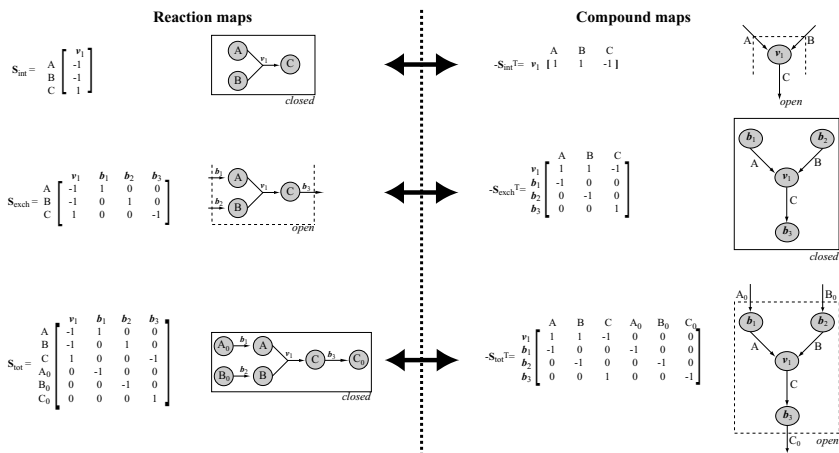 Reaction maps
Compound maps
v₁
S_int =
A -1
B -1
C 1
A
B
v₁
C
closed
A B C
-S_intᵀ= v₁ [ 1 1 -1 ]
A
B
v₁
C
open
v₁ b₁ b₂ b₃
S_exch =
A -1 1 0 0
B -1 0 1 0
C 1 0 0 -1
b₁
A
v₁
C
b₃
b₂
B
open
A B C
-S_exchᵀ=
v₁ 1 1 -1
b₁ -1 0 0
b₂ 0 -1 0
b₃ 0 0 1
b₁
b₂
A
B
v₁
C
b₃
closed
v₁ b₁ b₂ b₃
S_tot =
A -1 1 0 0
B -1 0 1 0
C 1 0 0 -1
A₀ 0 -1 0 0
B₀ 0 0 -1 0
C₀ 0 0 0 1
A₀
b₁
A
v₁
C
b₃
C₀
B₀
b₂
B
closed
A B C A₀ B₀ C₀
-S_totᵀ=
v₁ 1 1 -1 0 0 0
b₁ -1 0 0 -1 0 0
b₂ 0 -1 0 0 -1 0
b₃ 0 0 1 0 0 -1
A₀
B₀
b₁
b₂
A
B
v₁
C
b₃
C₀
open